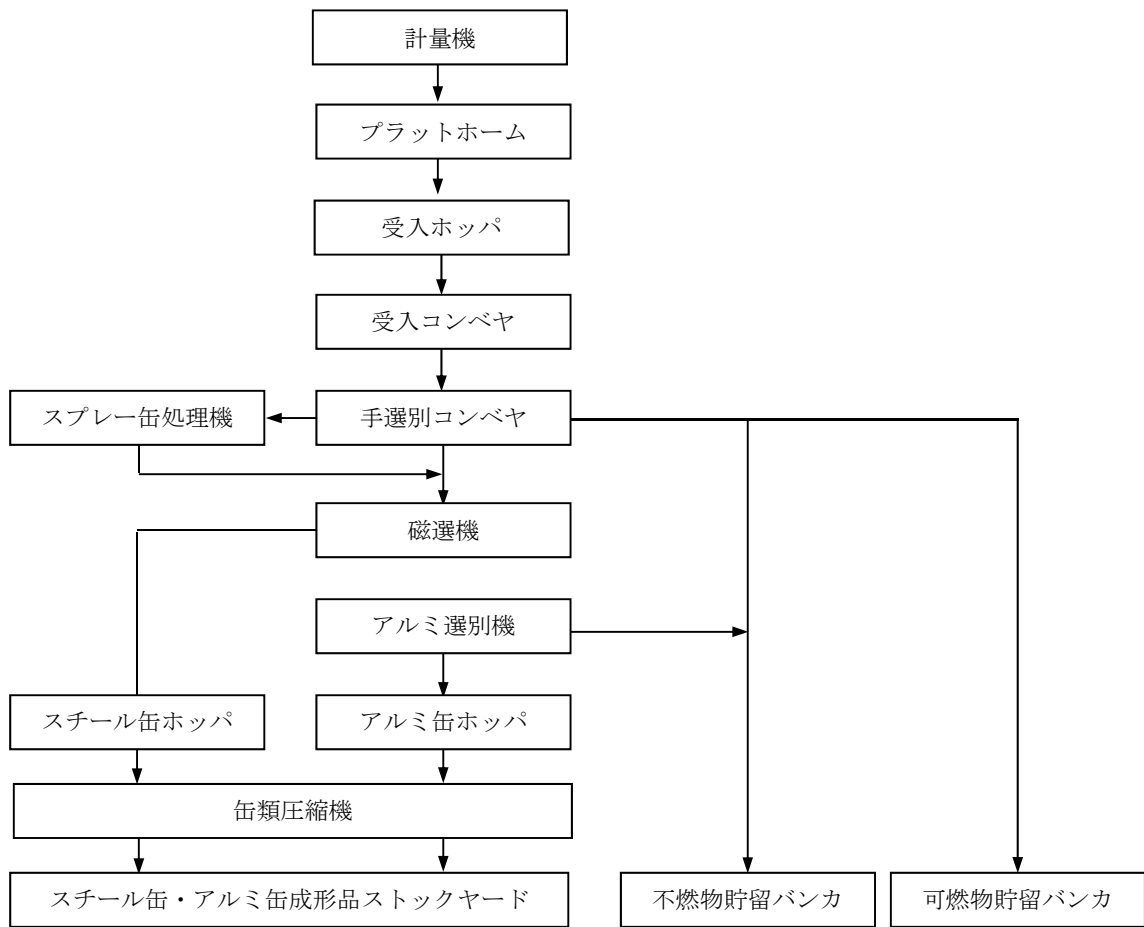 計量機
プラットホーム
受入ホッパ
受入コンベヤ
スプレー缶処理機
手選別コンベヤ
磁選機
アルミ選別機
スチール缶ホッパ
アルミ缶ホッパ
缶類圧縮機
スチール缶・アルミ缶成形品ストックヤード
不燃物貯留バンカ
可燃物貯留バンカ